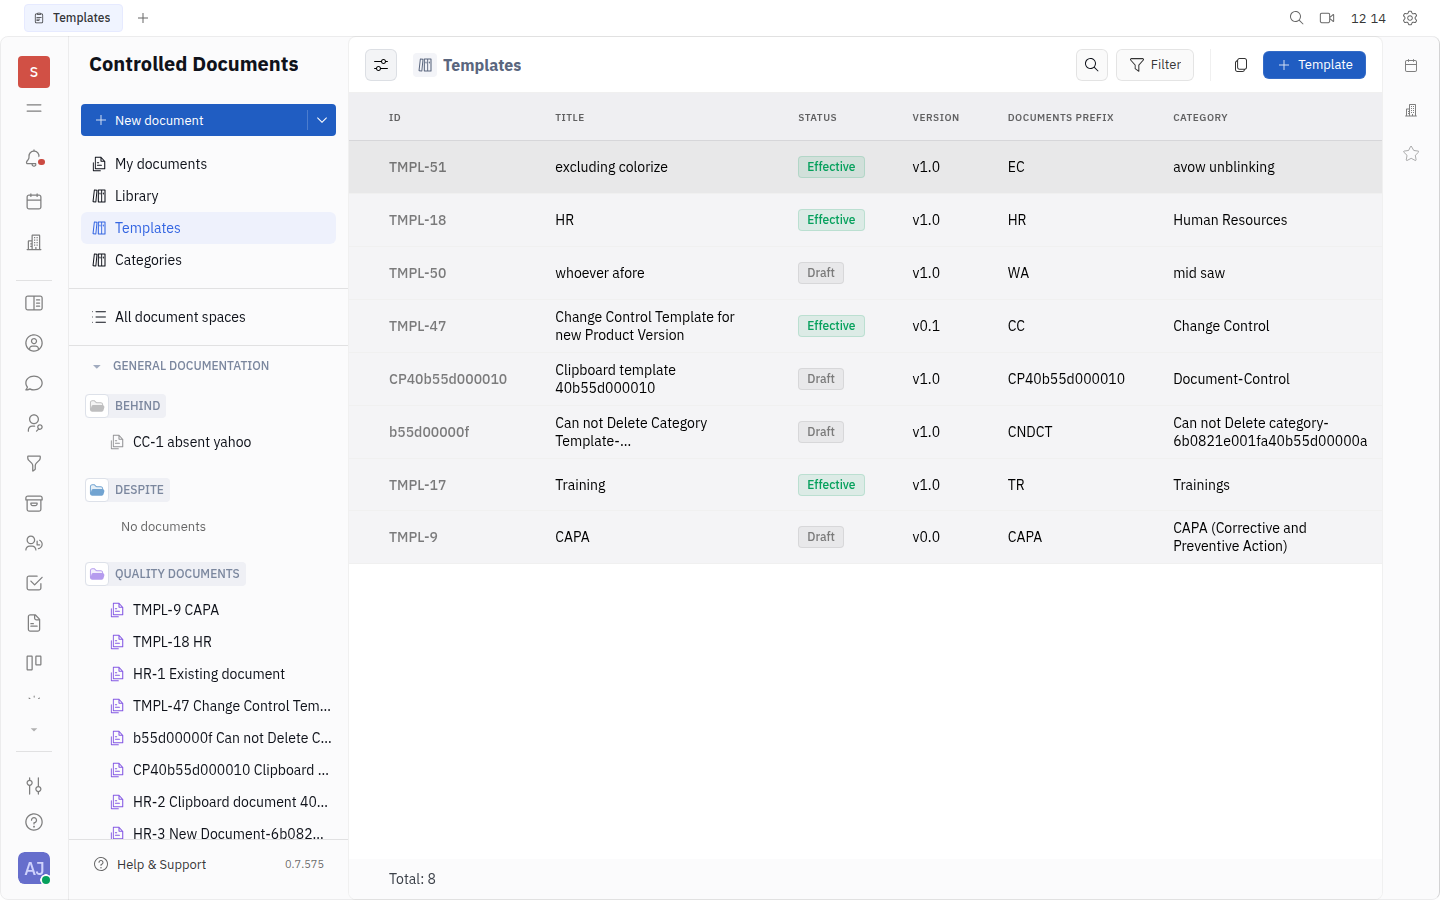 Templates
12 14
S
Controlled Documents
New document
My documents
Library
Templates
Categories
All document spaces
GENERAL DOCUMENTATION
BEHIND
CC-1 absent yahoo
DESPITE
No documents
QUALITY DOCUMENTS
TMPL-9 CAPA
TMPL-18 HR
HR-1 Existing document
TMPL-47 Change Control Tem...
b55d00000f Can not Delete C...
CP40b55d000010 Clipboard ...
HR-2 Clipboard document 40...
HR-3 New Document-6b082...
Help & Support 0.7.575
AJ
Templates
Filter
Template
ID TITLE STATUS VERSION DOCUMENTS PREFIX CATEGORY
TMPL-51 excluding colorize Effective v1.0 EC avow unblinking
TMPL-18 HR Effective v1.0 HR Human Resources
TMPL-50 whoever afore Draft v1.0 WA mid saw
TMPL-47 Change Control Template for
new Product Version Effective v0.1 CC Change Control
CP40b55d000010 Clipboard template
40b55d000010 Draft v1.0 CP40b55d000010 Document-Control
b55d00000f Can not Delete Category
Template-... Draft v1.0 CNDCT Can not Delete category-
6b0821e001fa40b55d00000a
TMPL-17 Training Effective v1.0 TR Trainings
TMPL-9 CAPA Draft v0.0 CAPA CAPA (Corrective and
Preventive Action)
Total: 8